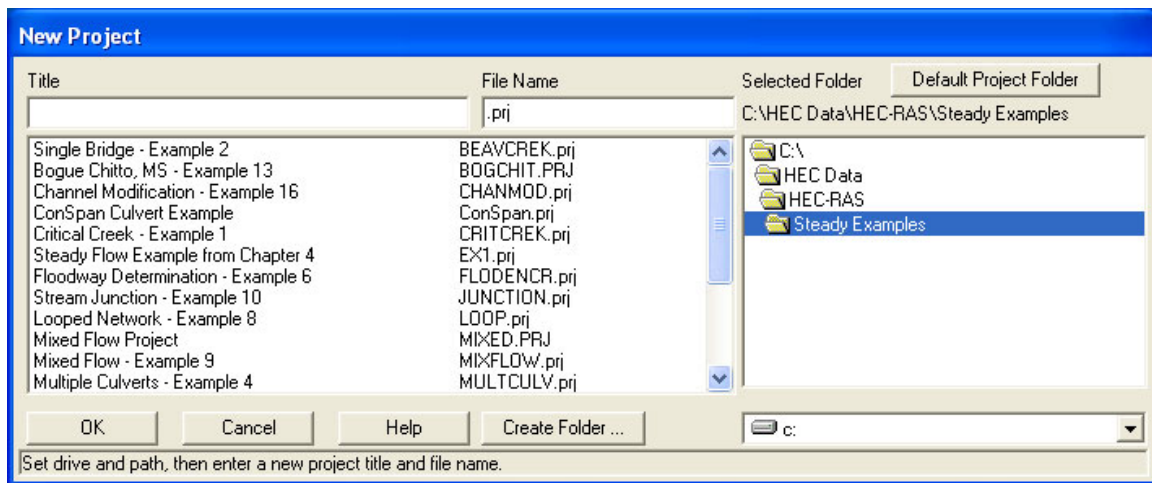 New Project
Title File Name Selected Folder Default Project Folder
.prj C:\HEC Data\HEC-RAS\Steady Examples
Single Bridge - Example 2 BEAVCREK.prj
Bogue Chitto, MS - Example 13 BOGCHIT.PRJ
Channel Modification - Example 16 CHANMOD.prj
ConSpan Culvert Example ConSpan.prj
Critical Creek - Example 1 CRITCREK.prj
Steady Flow Example from Chapter 4 EX1.prj
Floodway Determination - Example 6 FLODENCR.prj
Stream Junction - Example 10 JUNCTION.prj
Looped Network - Example 8 LOOP.prj
Mixed Flow Project MIXED.PRJ
Mixed Flow - Example 9 MIXFLOW.prj
Multiple Culverts - Example 4 MULTCULV.prj
C:\
HEC Data
HEC-RAS
Steady Examples
OK Cancel Help Create Folder ... c:
Set drive and path, then enter a new project title and file name.